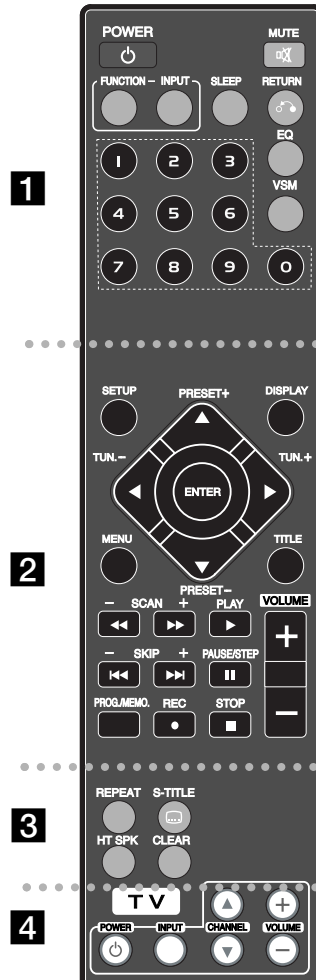 POWER MUTE
FUNCTION – INPUT SLEEP RETURN
EQ
1 2 3
VSM
1
4 5 6
7 8 9 0
SETUP PRESET+ DISPLAY
TUN.– TUN.+
ENTER
MENU TITLE
2
PRESET–
– SCAN + PLAY VOLUME
+
– SKIP + PAUSE/STEP
PROG./MEMO. REC STOP –
REPEAT S-TITLE
3
HT SPK CLEAR
TV
4
POWER INPUT CHANNEL VOLUME
+
–